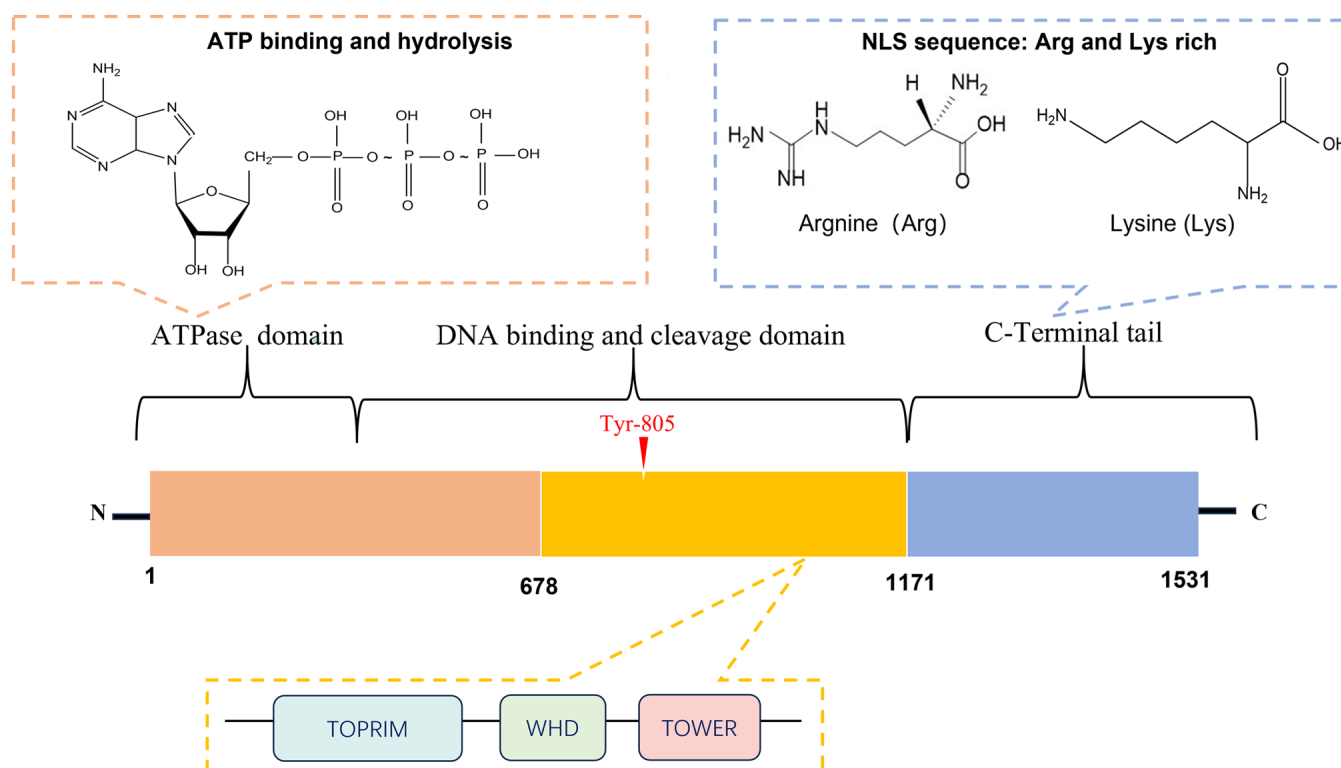 ATP binding and hydrolysis
NH2
N
N
N
N
CH2
O
P
O
~
P
O
~
P
OH
OH
OH
OH
O
O
O
O
OH
OH
NLS sequence: Arg and Lys rich
H
NH2
H
N
H2N
NH
OH
O
Argnine (Arg)
H2N
O
OH
NH2
Lysine (Lys)
ATPase domain
DNA binding and cleavage domain
C-Terminal tail
Tyr-805
N
C
1
678
1171
1531
TOPRIM
WHD
TOWER